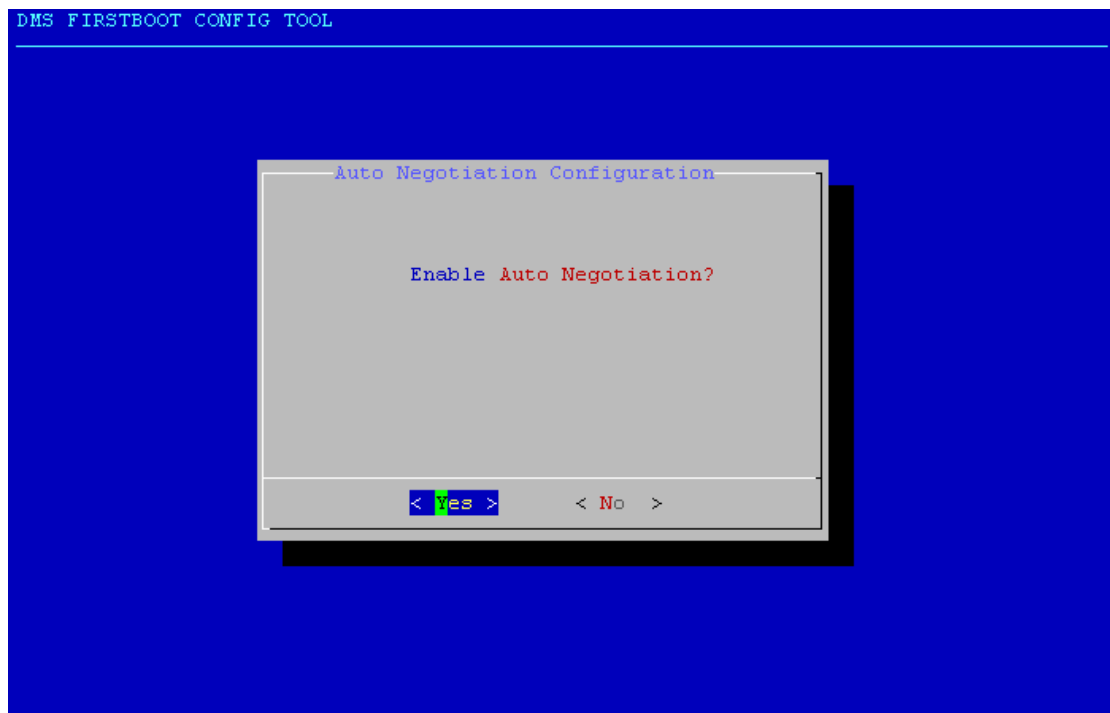 DMS FIRSTBOOT CONFIG TOOL
Auto Negotiation Configuration
Enable Auto Negotiation?
< Yes > < No >